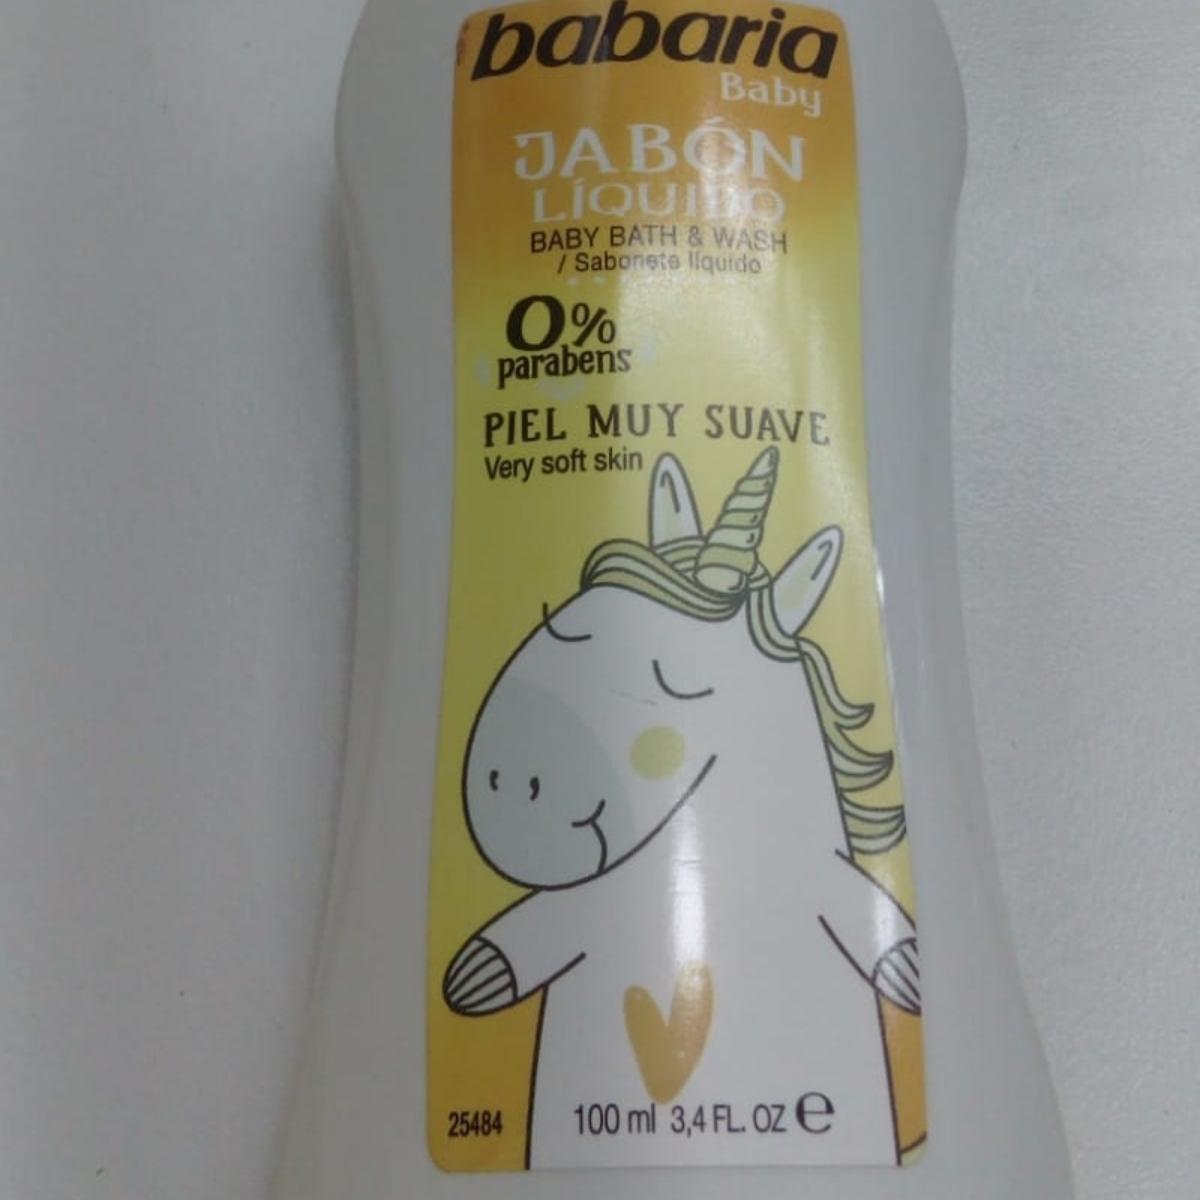 babaria
Baby
JABÓN
LÍQUIDO
BABY BATH & WASH
/ Sabonete líquido
0%
parabens
PIEL MUY SUAVE
Very soft skin
25484
100 ml 3,4 FL. OZ e